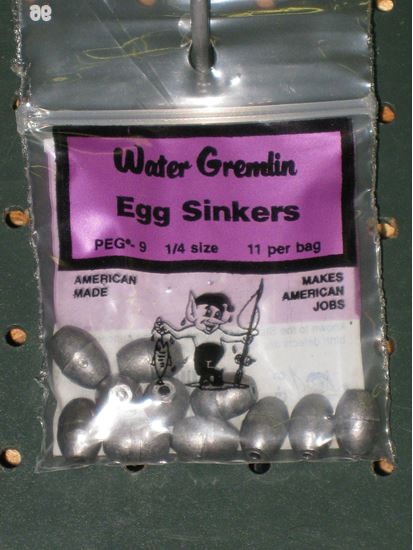 Water Gremlin
Egg Sinkers
PEG®- 9 1/4 size 11 per bag
AMERICAN
MADE
MAKES
AMERICAN
JOBS